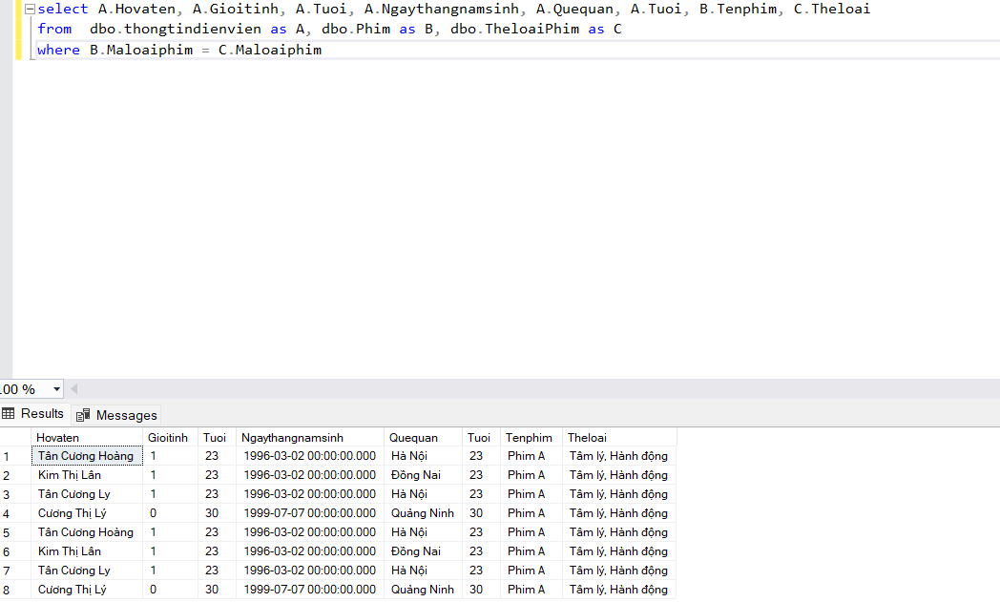 select A.Hovaten, A.Gioitinh, A.Tuoi, A.Ngaythangnamsinh, A.Quequan, A.Tuoi, B.Tenphim, C.Theloai
from  dbo.thongtindienvien as A, dbo.Phim as B, dbo.TheloaiPhim as C
where B.Maloaiphim = C.Maloaiphim
100 %
Results Messages
Hovaten Gioitinh Tuoi Ngaythangnamsinh Quequan Tuoi Tenphim Theloai
1 Tân Cương Hoàng 1 23 1996-03-02 00:00:00.000 Hà Nội 23 Phim A Tâm lý, Hành động
2 Kim Thị Lân 1 23 1996-03-02 00:00:00.000 Đồng Nai 23 Phim A Tâm lý, Hành động
3 Tân Cương Ly 1 23 1996-03-02 00:00:00.000 Hà Nội 23 Phim A Tâm lý, Hành động
4 Cương Thị Lý 0 30 1999-07-07 00:00:00.000 Quảng Ninh 30 Phim A Tâm lý, Hành động
5 Tân Cương Hoàng 1 23 1996-03-02 00:00:00.000 Hà Nội 23 Phim A Tâm lý, Hành động
6 Kim Thị Lân 1 23 1996-03-02 00:00:00.000 Đồng Nai 23 Phim A Tâm lý, Hành động
7 Tân Cương Ly 1 23 1996-03-02 00:00:00.000 Hà Nội 23 Phim A Tâm lý, Hành động
8 Cương Thị Lý 0 30 1999-07-07 00:00:00.000 Quảng Ninh 30 Phim A Tâm lý, Hành động